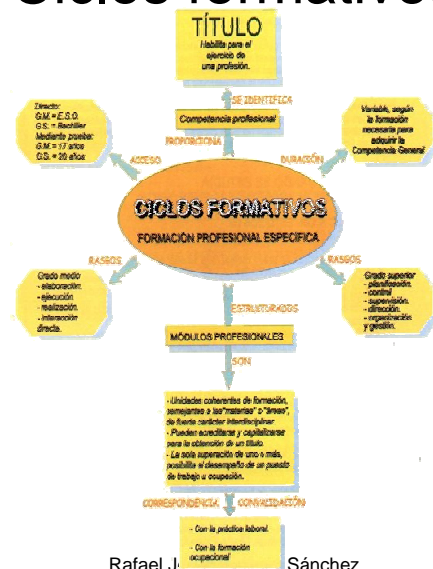 Ciclos formativos
TÍTULO
Habilita para el
ejercicio de
una profesión.
SE IDENTIFICA
Competencia profesional
PROPORCIONA
Directo:
G.M. = E.S.O.
G.S. = Bachiller
Mediante prueba:
G.M. = 17 años
G.S. = 20 años
ACCESO
Variable, según
la formación
necesaria para
adquirir la
Competencia General
DURACIÓN
CICLOS FORMATIVOS
FORMACIÓN PROFESIONAL ESPECÍFICA
RASGOS
Grado medio
- elaboración.
- ejecución
- realización.
- interacción
directa.
RASGOS
Grado superior
- planificación.
- control
- supervisión.
- dirección.
- organización
y gestión.
ESTRUCTURADOS
MÓDULOS PROFESIONALES
SON
- Unidades coherentes de formación,
semejantes a las "materias" o "áreas",
de fuerte carácter interdisciplinar.
- Pueden acreditarse y capitalizarse
para la obtención de un título.
- La sola superación de uno o más,
posibilita el desempeño de un puesto
de trabajo u ocupación.
CORRESPONDENCIA
CONVALIDACIÓN
- Con la práctica laboral.
- Con la formación
ocupacional
Rafael Sánchez